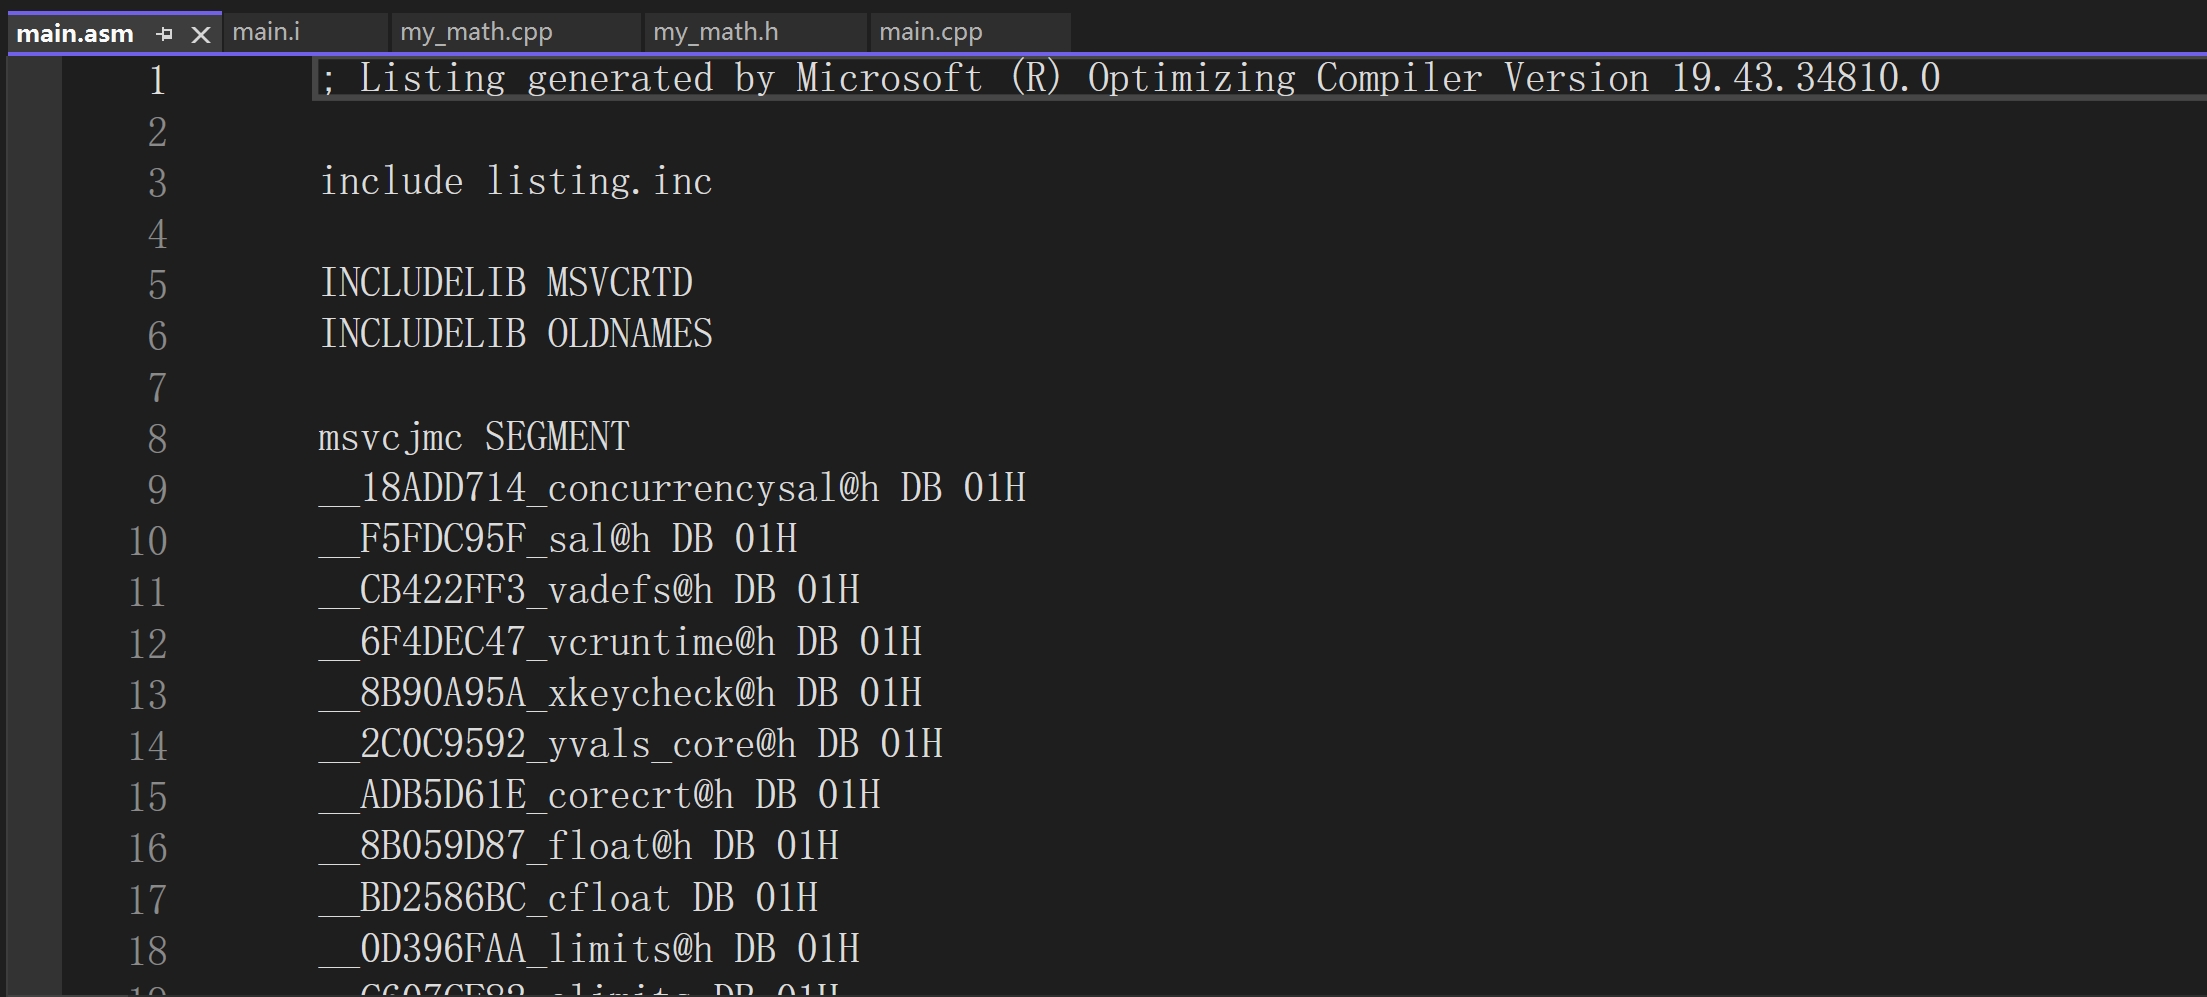 main.asm main.i my_math.cpp my_math.h main.cpp
1 ; Listing generated by Microsoft (R) Optimizing Compiler Version 19.43.34810.0
2
3 include listing.inc
4
5 INCLUDELIB MSVCRTD
6 INCLUDELIB OLDNAMES
7
8 msvcjmc SEGMENT
9 __18ADD714_concurrencysal@h DB 01H
10 __F5FDC95F_sal@h DB 01H
11 __CB422FF3_vadefs@h DB 01H
12 __6F4DEC47_vcruntime@h DB 01H
13 __8B90A95A_xkeycheck@h DB 01H
14 __2C0C9592_yvals_core@h DB 01H
15 __ADB5D61E_corecrt@h DB 01H
16 __8B059D87_float@h DB 01H
17 __BD2586BC_cfloat DB 01H
18 __0D396FAA_limits@h DB 01H
19 DB 01H